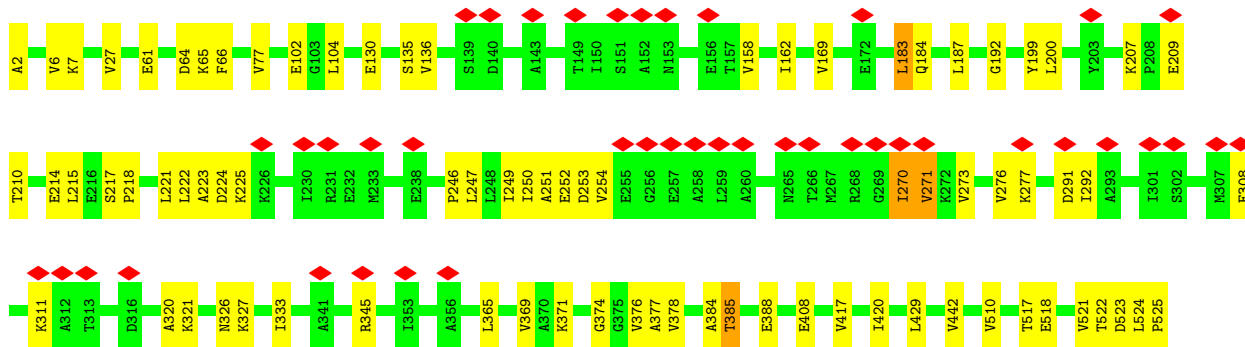 A2 V6 K7 V27 E61 D64 K65 F66 V77 E102 G103 L104 E130 S135 V136 S139 D140 A143 T149 I150 S151 A152 N153 E156 T157 V158 I162 V169 E172 L183 Q184 L187 G192 Y199 L200 Y203 K207 P208 E209
T210 E214 L215 E216 S217 P218 L221 L222 A223 D224 K225 K226 I230 R231 E232 M233 E238 P246 L247 L248 I249 I250 A251 E252 D253 V254 E255 G256 E257 A258 L259 A260 N265 T266 M267 R268 G269 I270 V271 K272 V273 V276 K277 D291 I292 A293 I301 S302 M307 E308
K311 A312 T313 D316 A320 K321 N326 K327 I333 A341 R345 I353 A356 L365 V369 A370 K371 G374 G375 V376 A377 V378 A384 T385 E388 E408 V417 I420 L429 V442 V510 T517 E518 V521 T522 D523 L524 P525